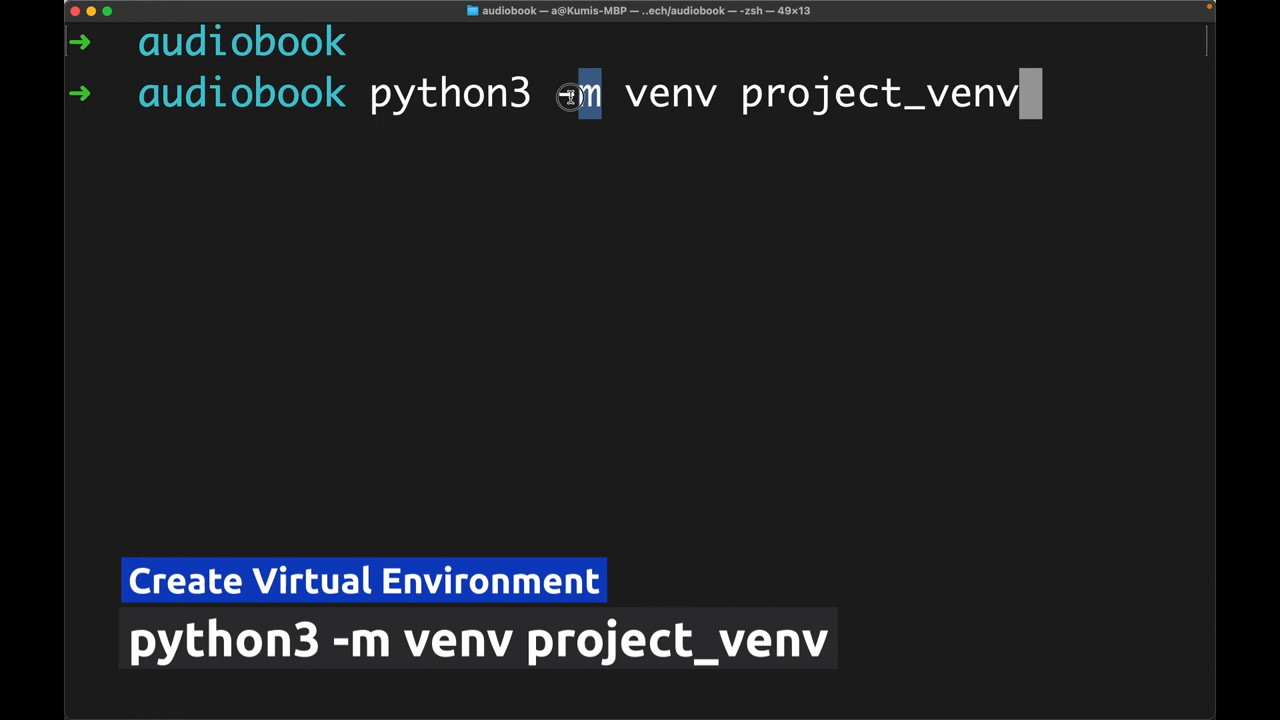 audiobook — a@Kumis-MBP — ..ech/audiobook — -zsh — 49×13
➜ audiobook
➜ audiobook python3 -m venv project_venv
Create Virtual Environment
python3 -m venv project_venv